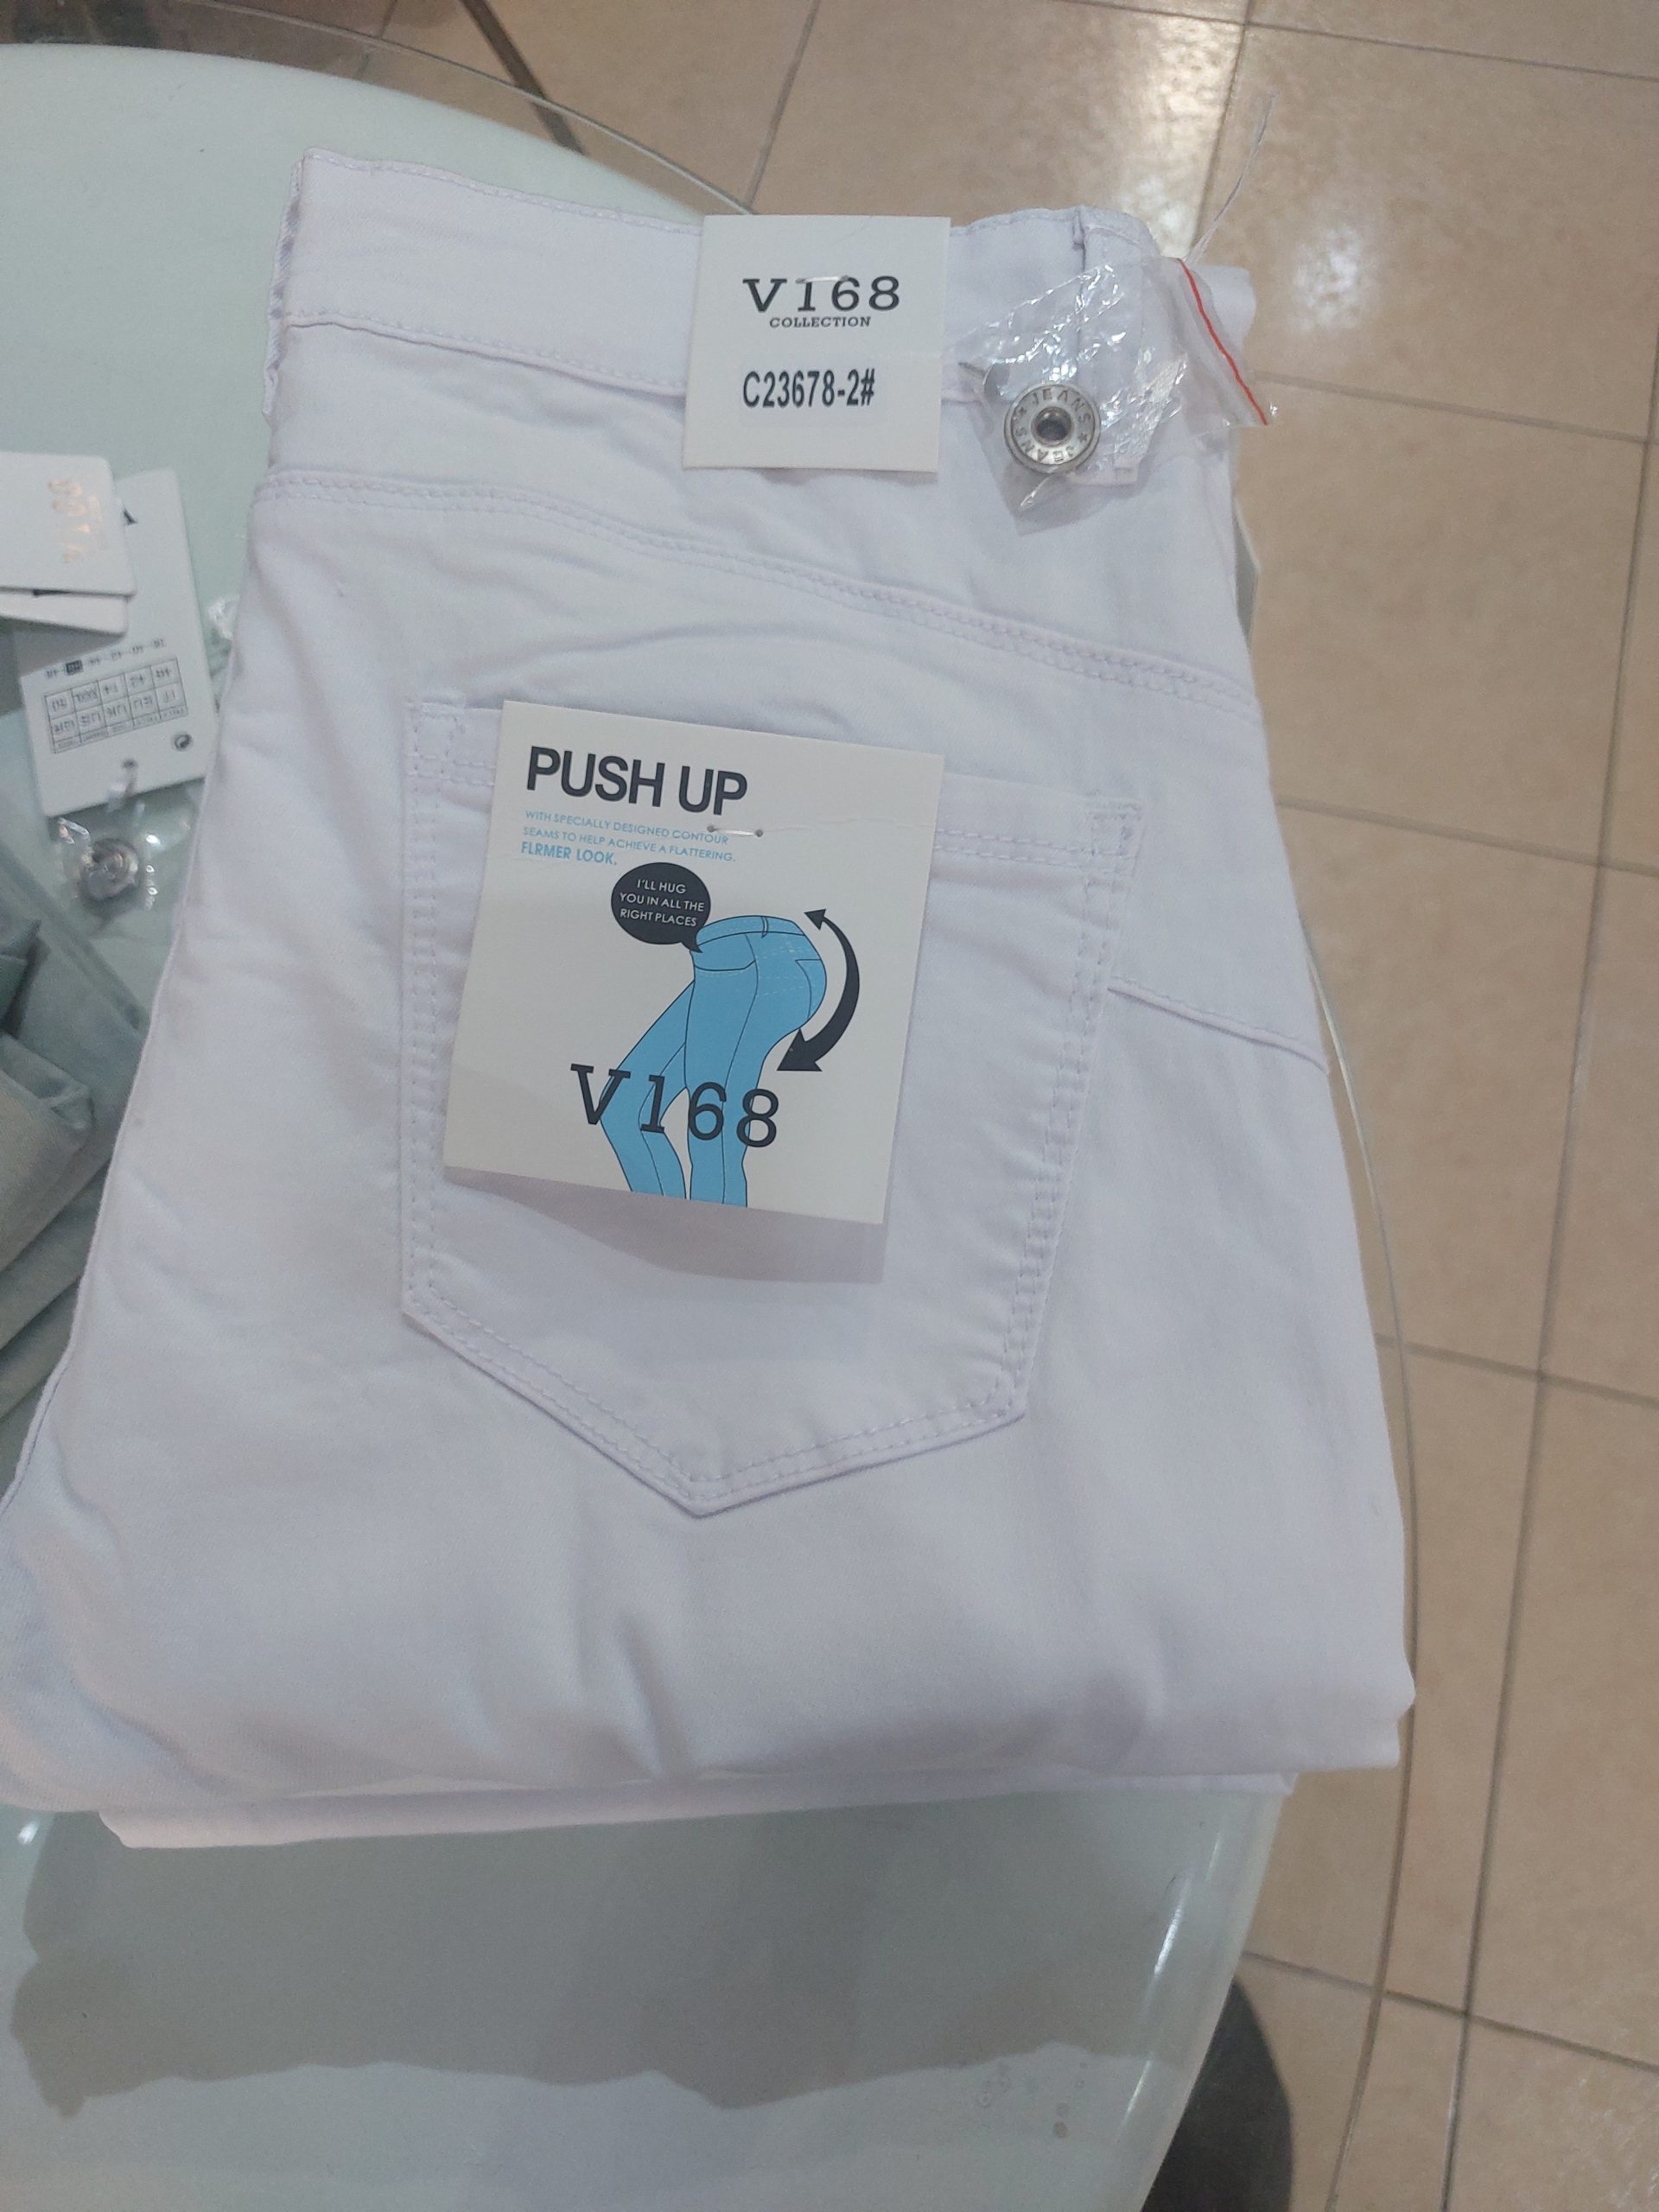 V168
COLLECTION
C23678-2#
JEANS ★ JEANS ★
PUSH UP
WITH SPECIALLY DESIGNED CONTOUR
SEAMS TO HELP ACHIEVE A FLATTERING.
FLRMER LOOK.
I'LL HUG
YOU IN ALL THE
RIGHT PLACES
V168